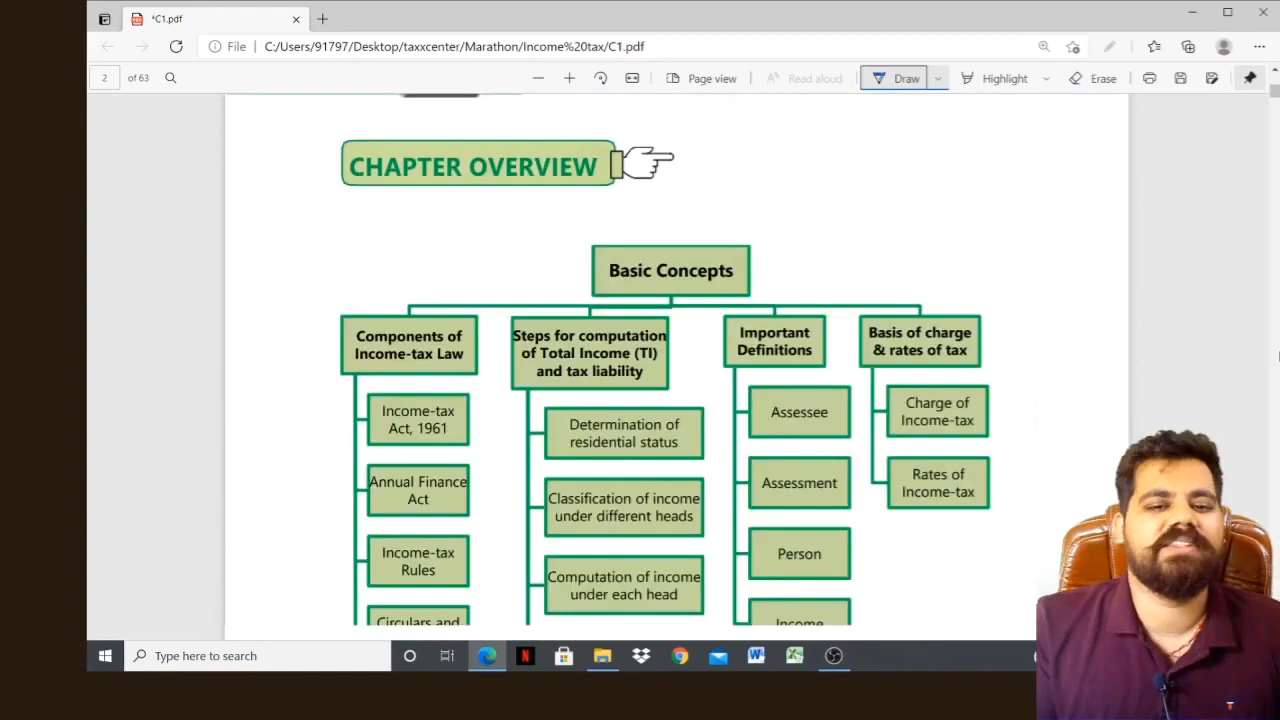 *C1.pdf
File
C:/Users/91797/Desktop/taxxcenter/Marathon/Income%20tax/C1.pdf
2 of 63
Page view
Read aloud
Draw
Highlight
Erase
CHAPTER OVERVIEW
Basic Concepts
Components of
Income-tax Law
Steps for computation
of Total Income (TI)
and tax liability
Important
Definitions
Basis of charge
& rates of tax
Income-tax
Act, 1961
Annual Finance
Act
Income-tax
Rules
Circulars and
Determination of
residential status
Classification of income
under different heads
Computation of income
under each head
Assessee
Assessment
Person
Income
Charge of
Income-tax
Rates of
Income-tax
Type here to search